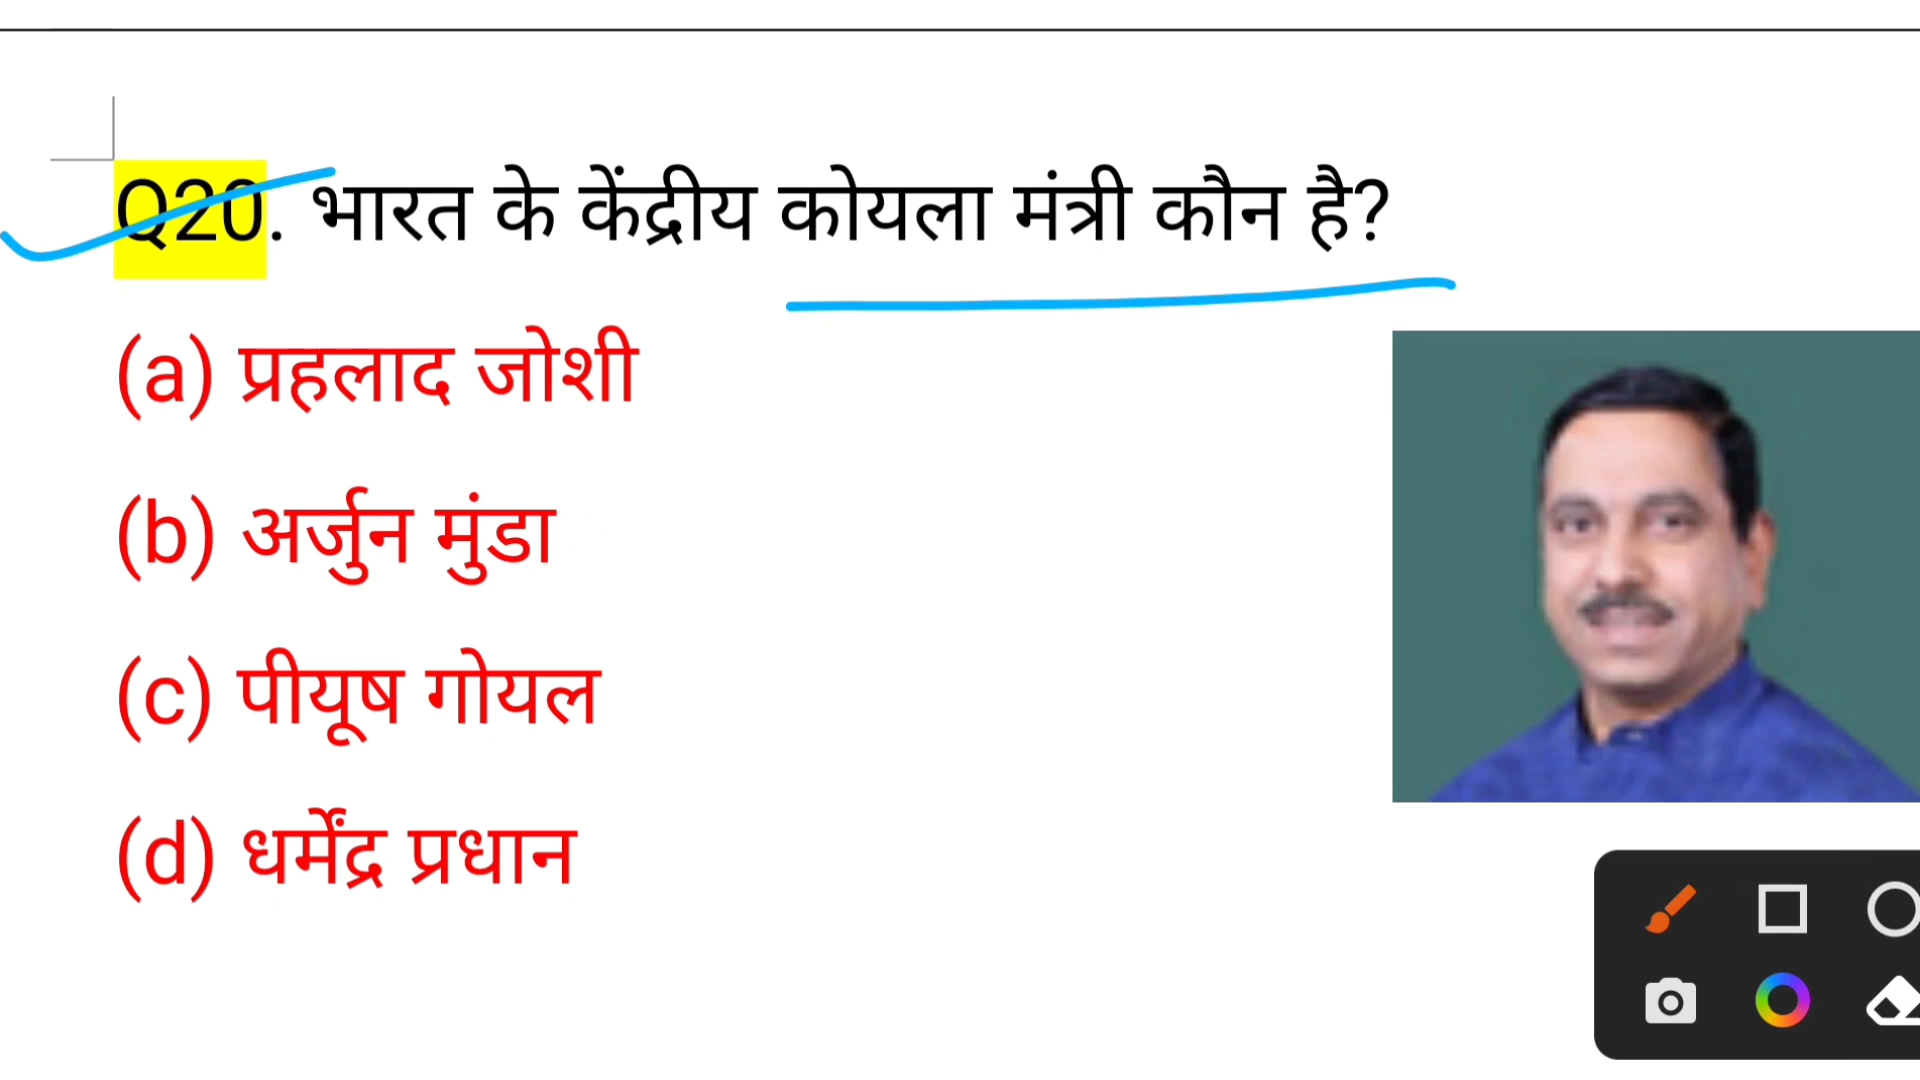 Q20. भारत के केंद्रीय कोयला मंत्री कौन है?
(a) प्रहलाद जोशी
(b) अर्जुन मुंडा
(c) पीयूष गोयल
(d) धर्मेंद्र प्रधान